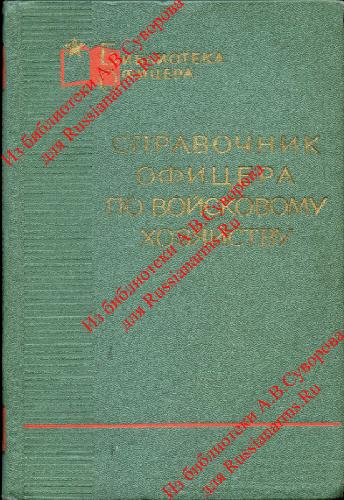 БИБЛИОТЕКА
ОФИЦЕРА
СПРАВОЧНИК
ОФИЦЕРА
ПО ВОЙСКОВОМУ
ХОЗЯЙСТВУ
Из библиотеки А.В.Суворова
для Russianarms.Ru
Из библиотеки А.В.Суворова
для Russianarms.Ru
Из библиотеки А.В.Суворова
для Russianarms.Ru